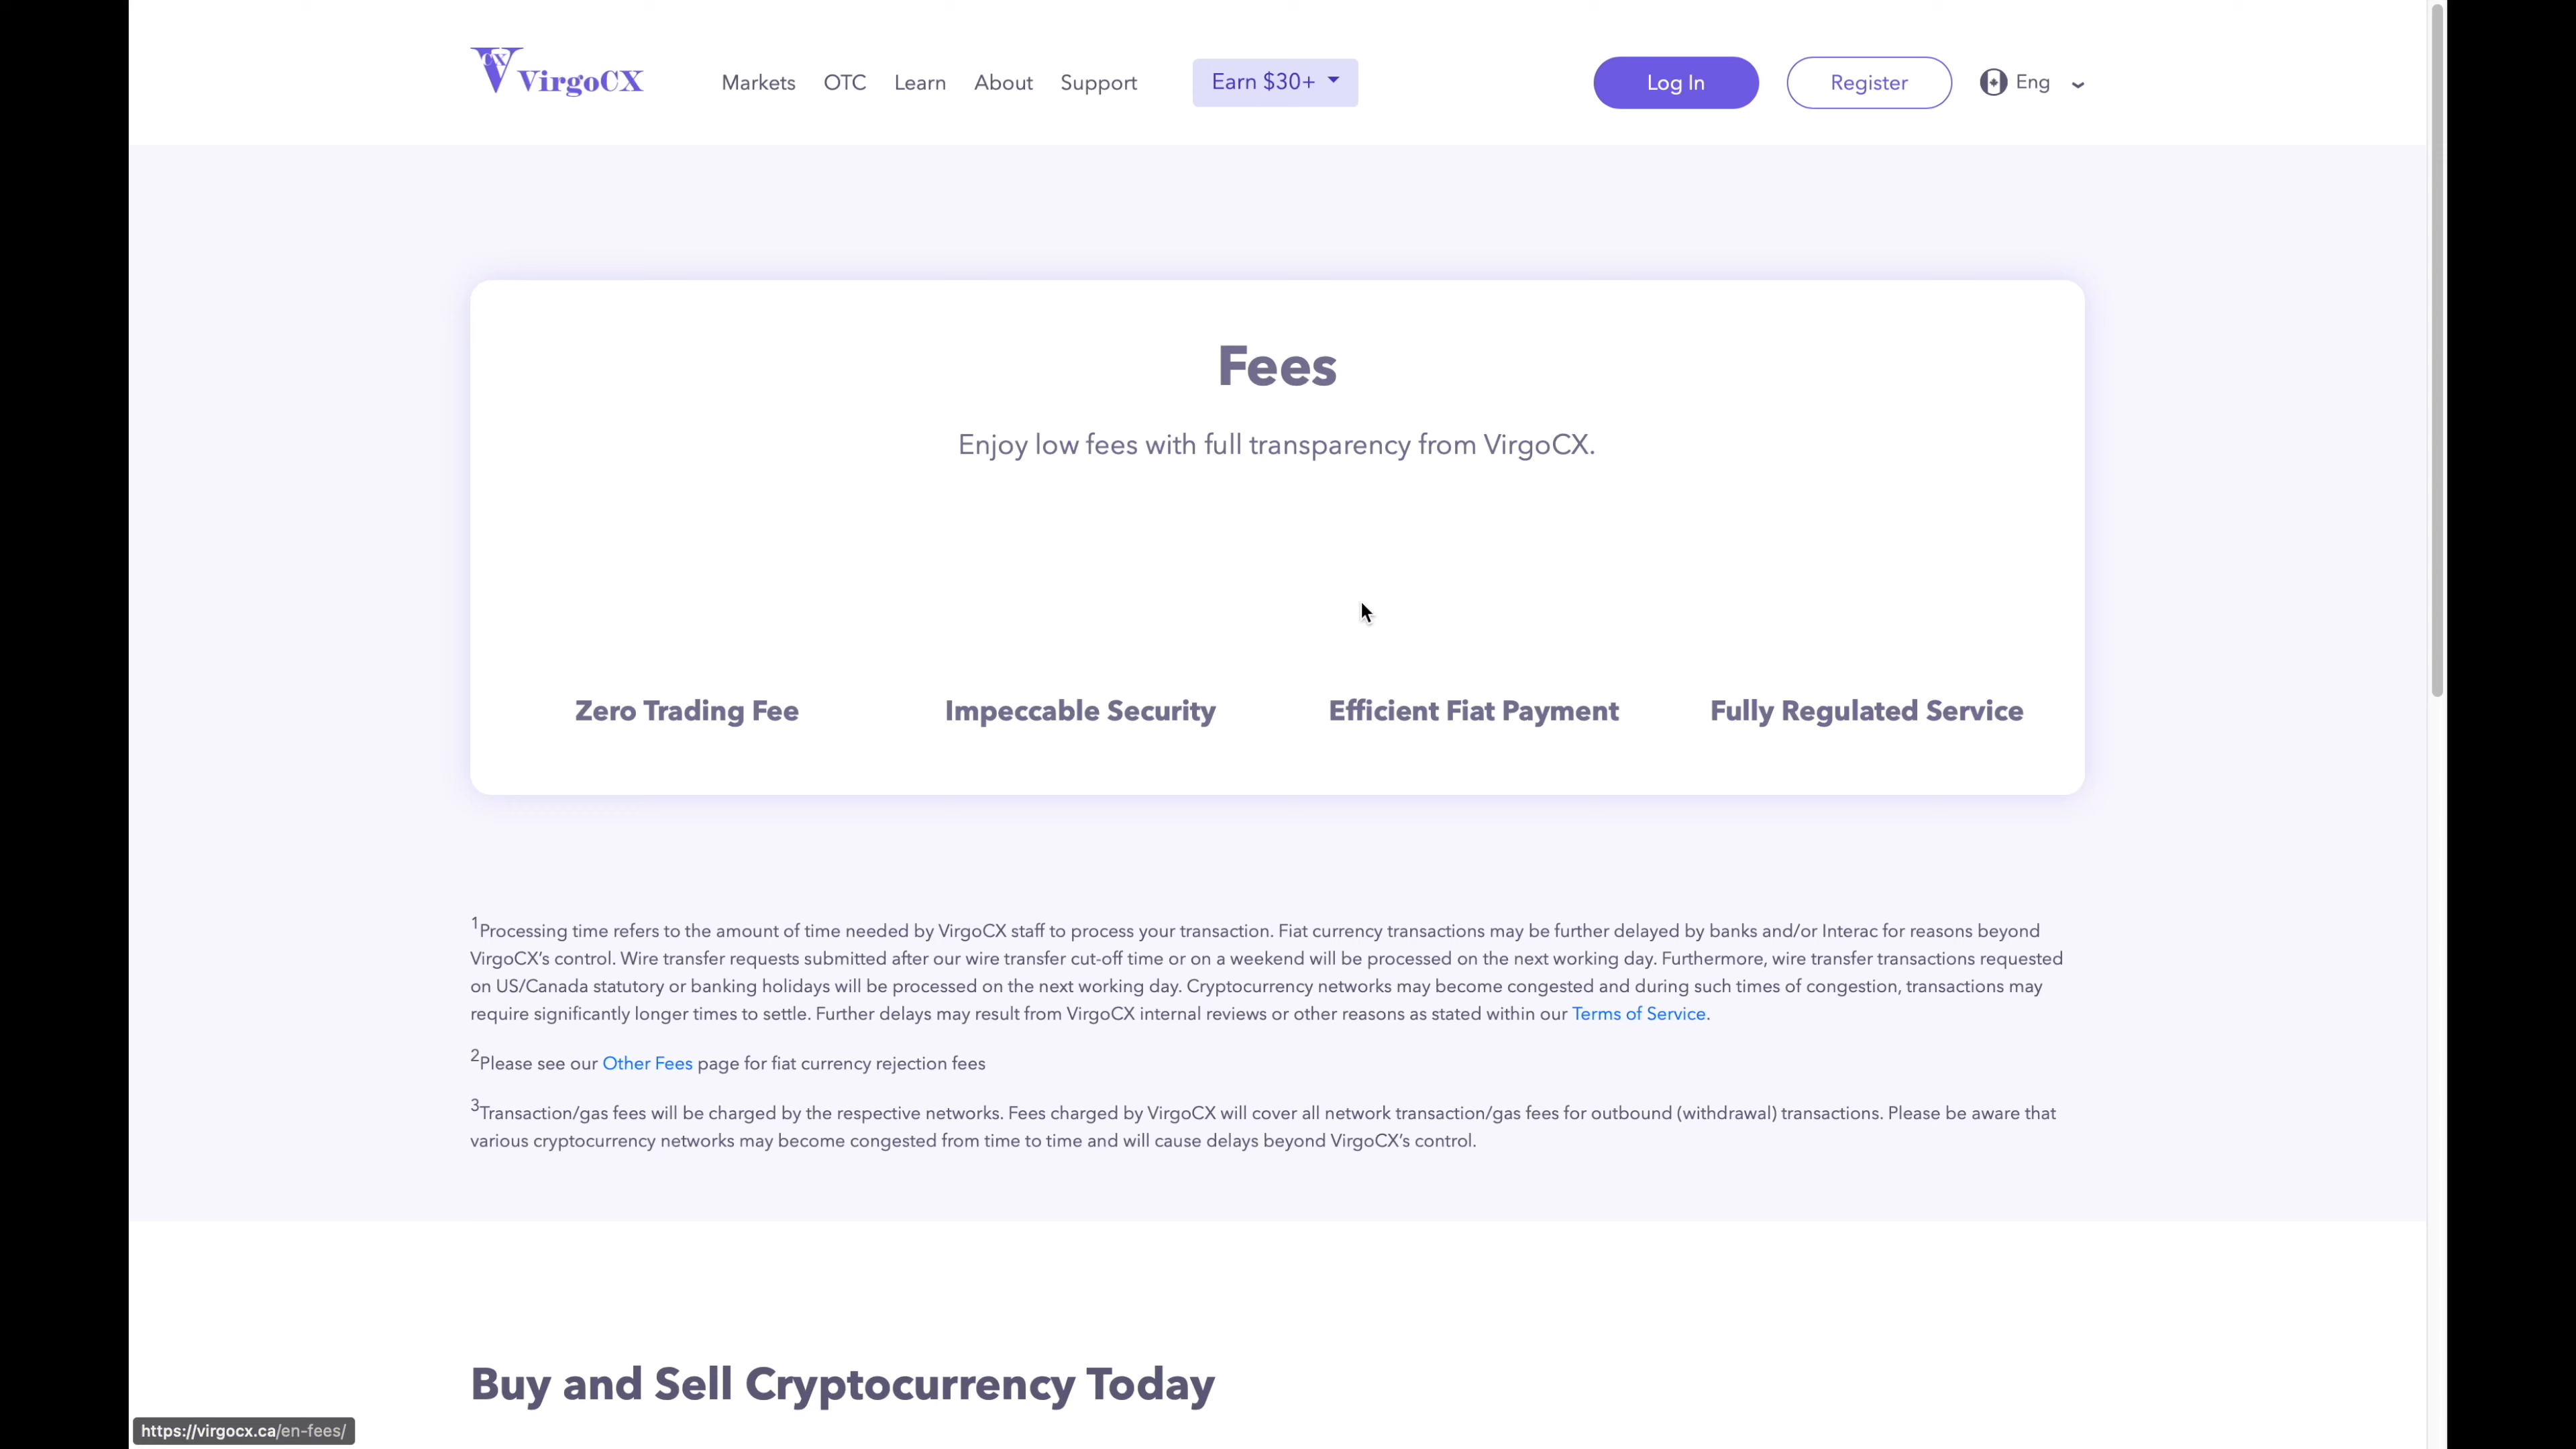 CX
VirgoCX
Markets OTC Learn About Support Earn $30+ Log In Register Eng
Fees
Enjoy low fees with full transparency from VirgoCX.
Zero Trading Fee Impeccable Security Efficient Fiat Payment Fully Regulated Service
1Processing time refers to the amount of time needed by VirgoCX staff to process your transaction. Fiat currency transactions may be further delayed by banks and/or Interac for reasons beyond
VirgoCX's control. Wire transfer requests submitted after our wire transfer cut-off time or on a weekend will be processed on the next working day. Furthermore, wire transfer transactions requested
on US/Canada statutory or banking holidays will be processed on the next working day. Cryptocurrency networks may become congested and during such times of congestion, transactions may
require significantly longer times to settle. Further delays may result from VirgoCX internal reviews or other reasons as stated within our Terms of Service.
2Please see our Other Fees page for fiat currency rejection fees
3Transaction/gas fees will be charged by the respective networks. Fees charged by VirgoCX will cover all network transaction/gas fees for outbound (withdrawal) transactions. Please be aware that
various cryptocurrency networks may become congested from time to time and will cause delays beyond VirgoCX's control.
Buy and Sell Cryptocurrency Today
https://virgocx.ca/en-fees/